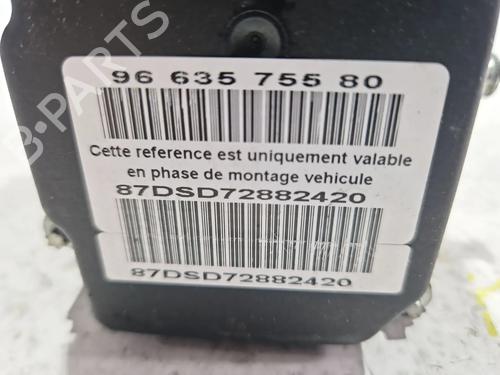 96 635 755 80
Cette reference est uniquement valable
en phase de montage vehicule
87DSD72882420
87DSD72882420
B-Parts